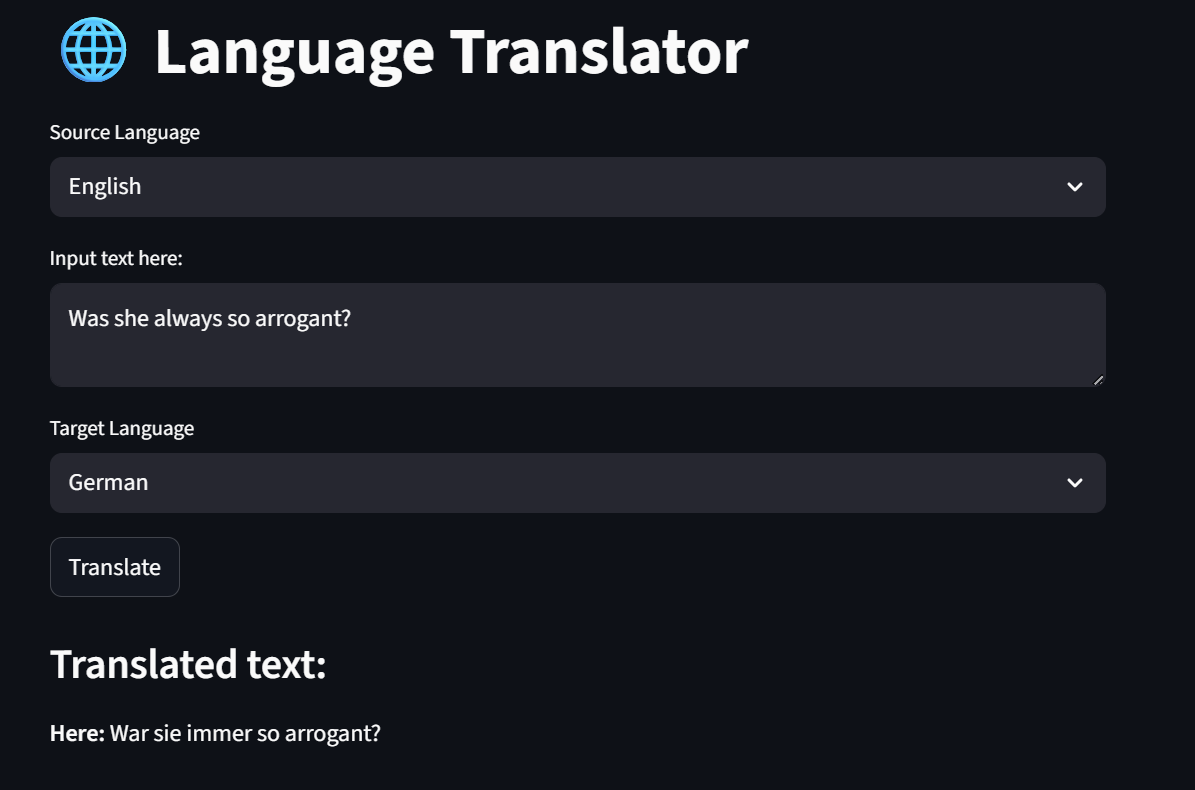 Language Translator
Source Language
English
Input text here:
Was she always so arrogant?
Target Language
German
Translate
Translated text:
Here: War sie immer so arrogant?